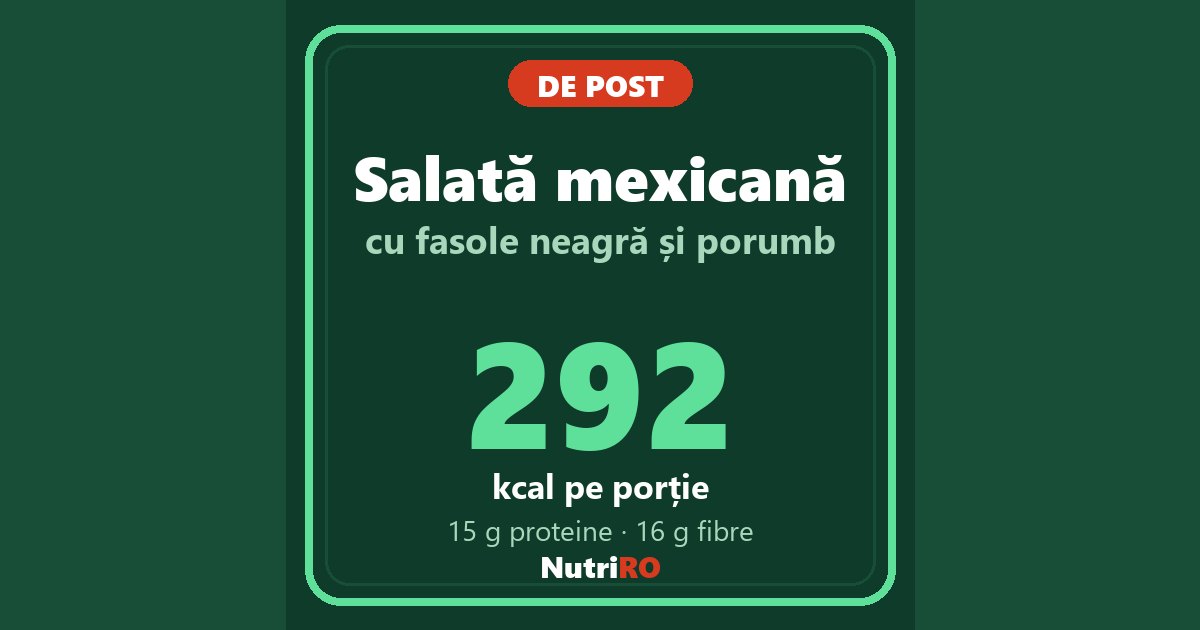 DE POST
Salată mexicană
cu fasole neagră și porumb
292
kcal pe porție
15 g proteine · 16 g fibre
NutriRO